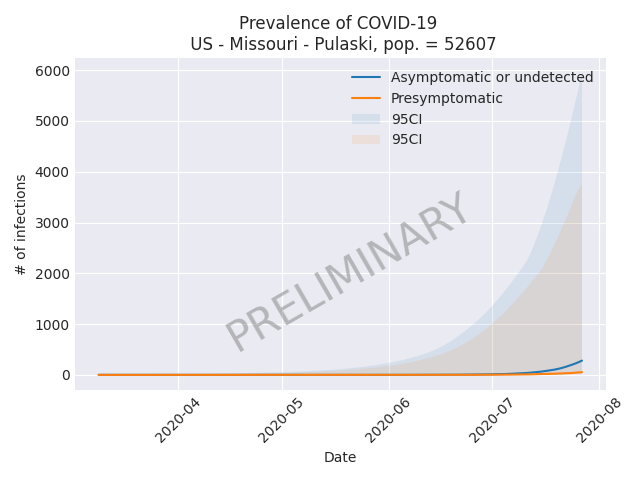 Prevalence of COVID-19
US - Missouri - Pulaski, pop. = 52607
Asymptomatic or undetected
Presymptomatic
95CI
95CI
6000
5000
4000
3000
2000
1000
0
# of infections
PRELIMINARY
2020-04
2020-05
2020-06
2020-07
2020-08
Date